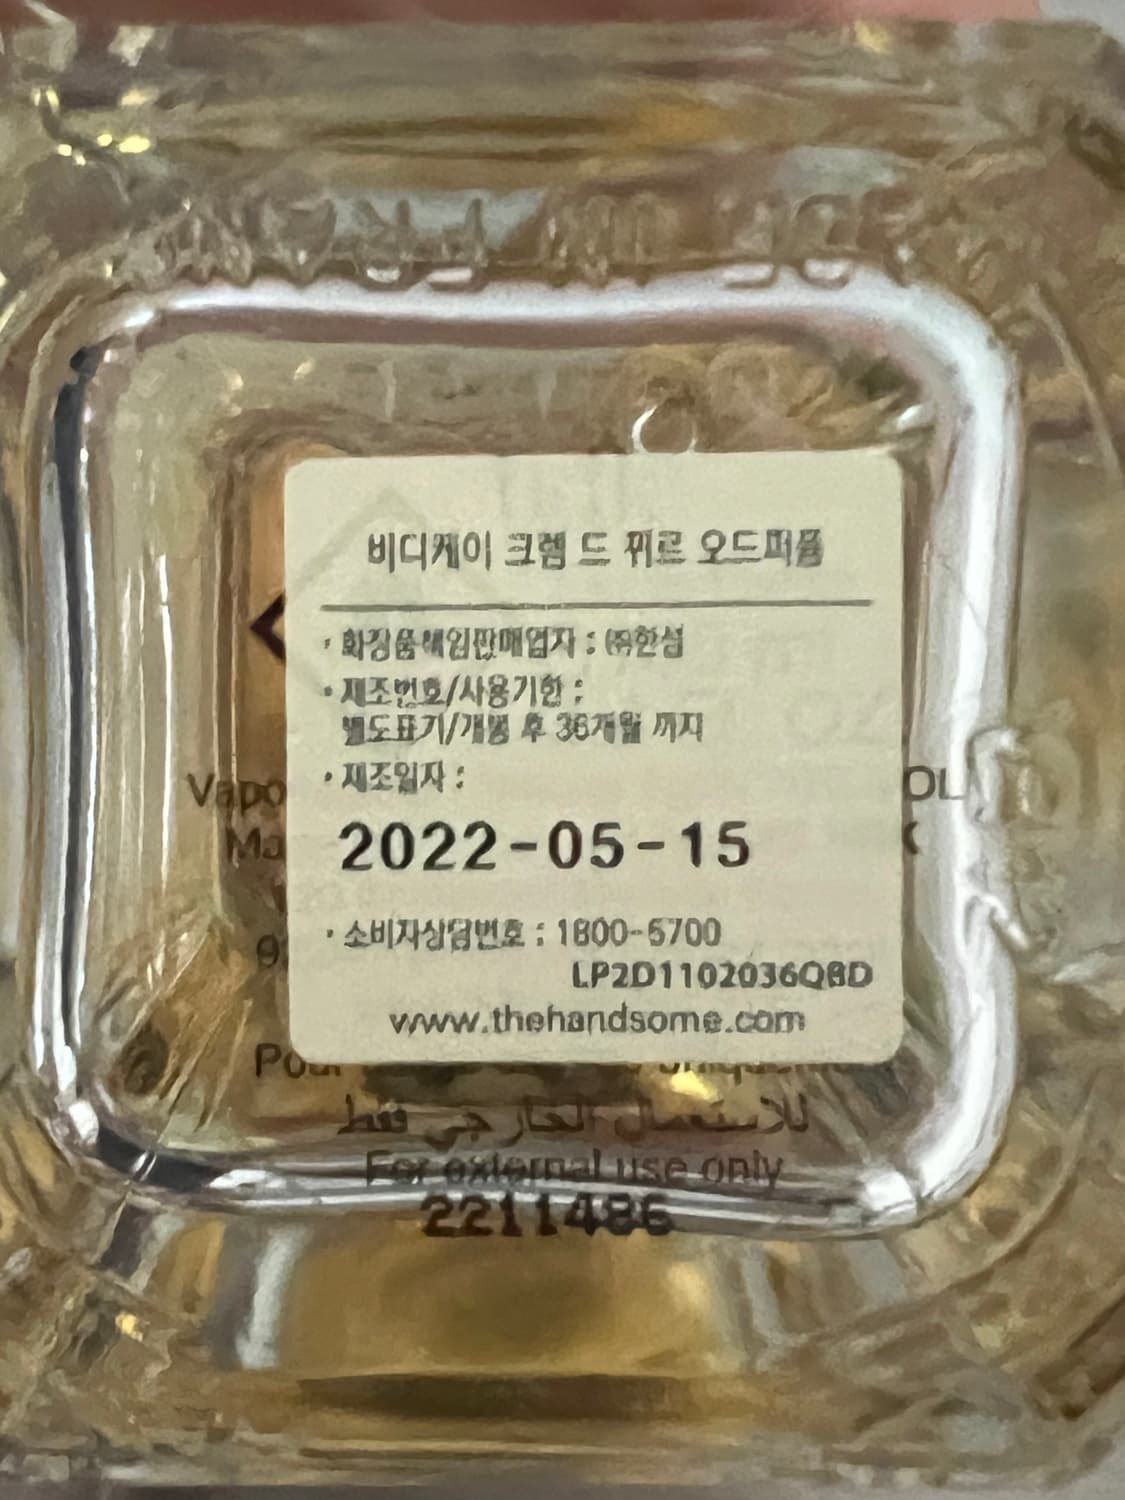 비디케이 크렘 드 뀌르 오드퍼퓸
· 화장품책임판매업자 : ㈜한섬
· 제조번호/사용기한 :
별도표기/개봉 후 36개월 까지
· 제조일자 :
2022-05-15
· 소비자상담번호 : 1800-5700
LP2D1102036QBD
www.thehandsome.com
للاستعمال الخارجي فقط
For external use only
2211486